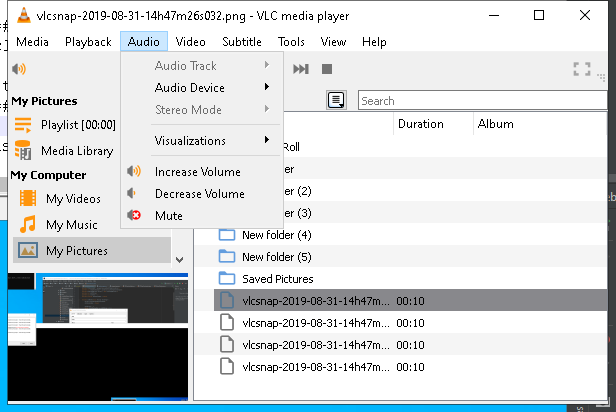 vlcsnap-2019-08-31-14h47m26s032.png - VLC media player
Media Playback Audio Video Subtitle Tools View Help
Audio Track
Audio Device
Stereo Mode
Visualizations
Increase Volume
Decrease Volume
Mute
My Pictures
Playlist [00:00]
Media Library
My Computer
My Videos
My Music
My Pictures
Search
Duration Album
Roll
er
er (2)
er (3)
New folder (4)
New folder (5)
Saved Pictures
vlcsnap-2019-08-31-14h47m... 00:10
vlcsnap-2019-08-31-14h47m... 00:10
vlcsnap-2019-08-31-14h47m... 00:10
vlcsnap-2019-08-31-14h47m... 00:10